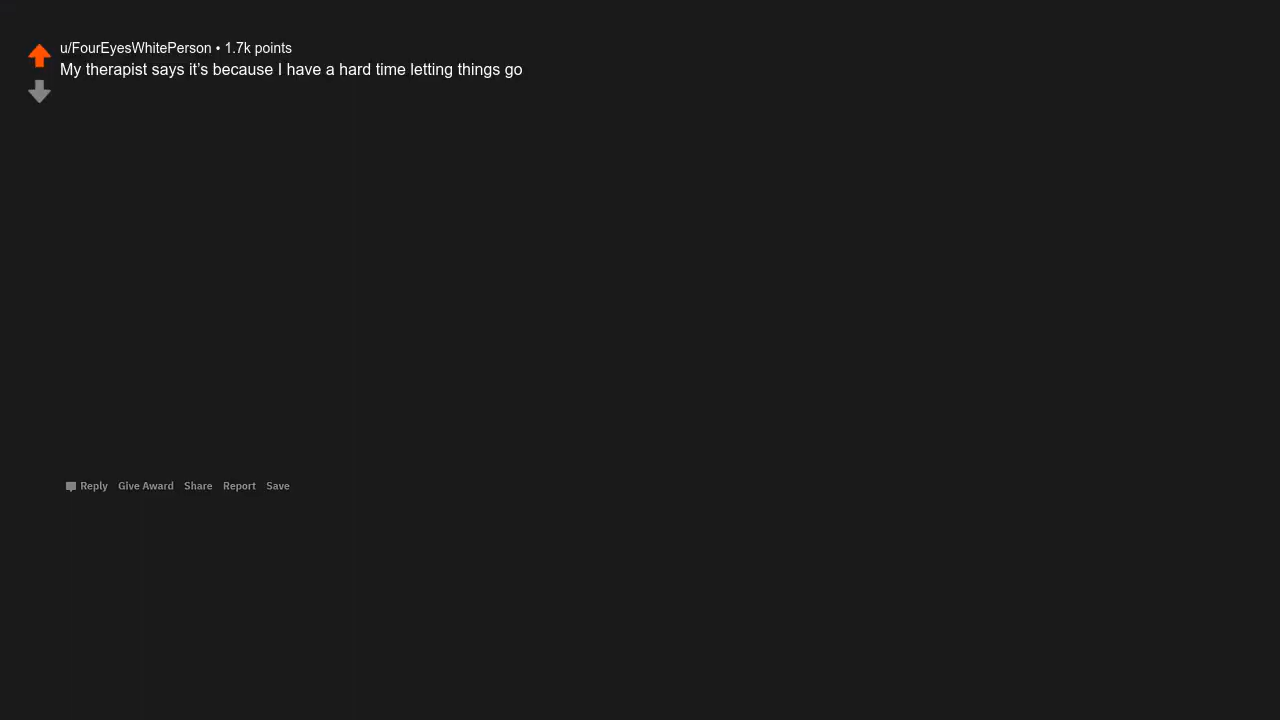 u/FourEyesWhitePerson • 1.7k points
My therapist says it’s because I have a hard time letting things go
Reply Give Award Share Report Save